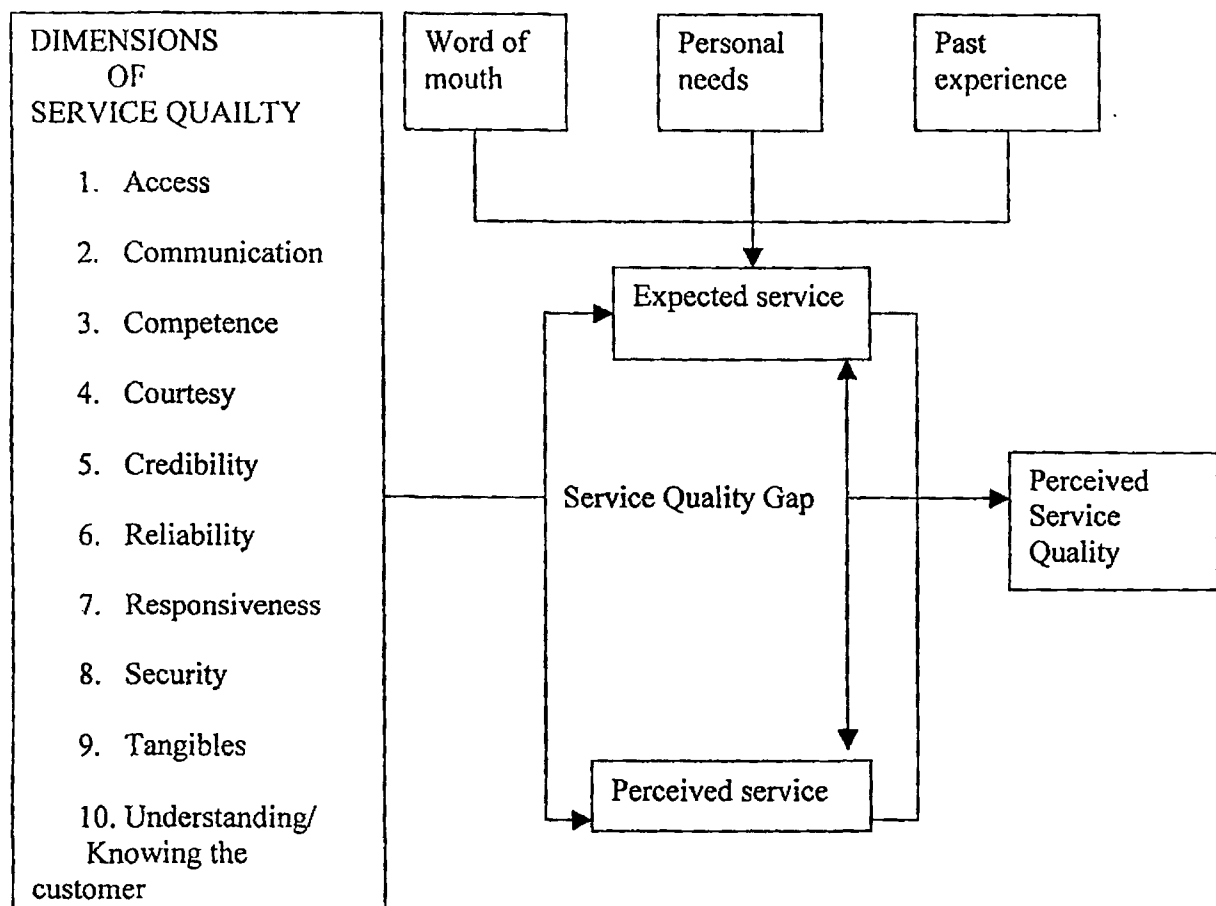 DIMENSIONS
OF
SERVICE QUAILTY
1. Access
2. Communication
3. Competence
4. Courtesy
5. Credibility
6. Reliability
7. Responsiveness
8. Security
9. Tangibles
10. Understanding/
Knowing the
customer
Word of
mouth
Personal
needs
Past
experience
Expected service
Service Quality Gap
Perceived service
Perceived
Service
Quality